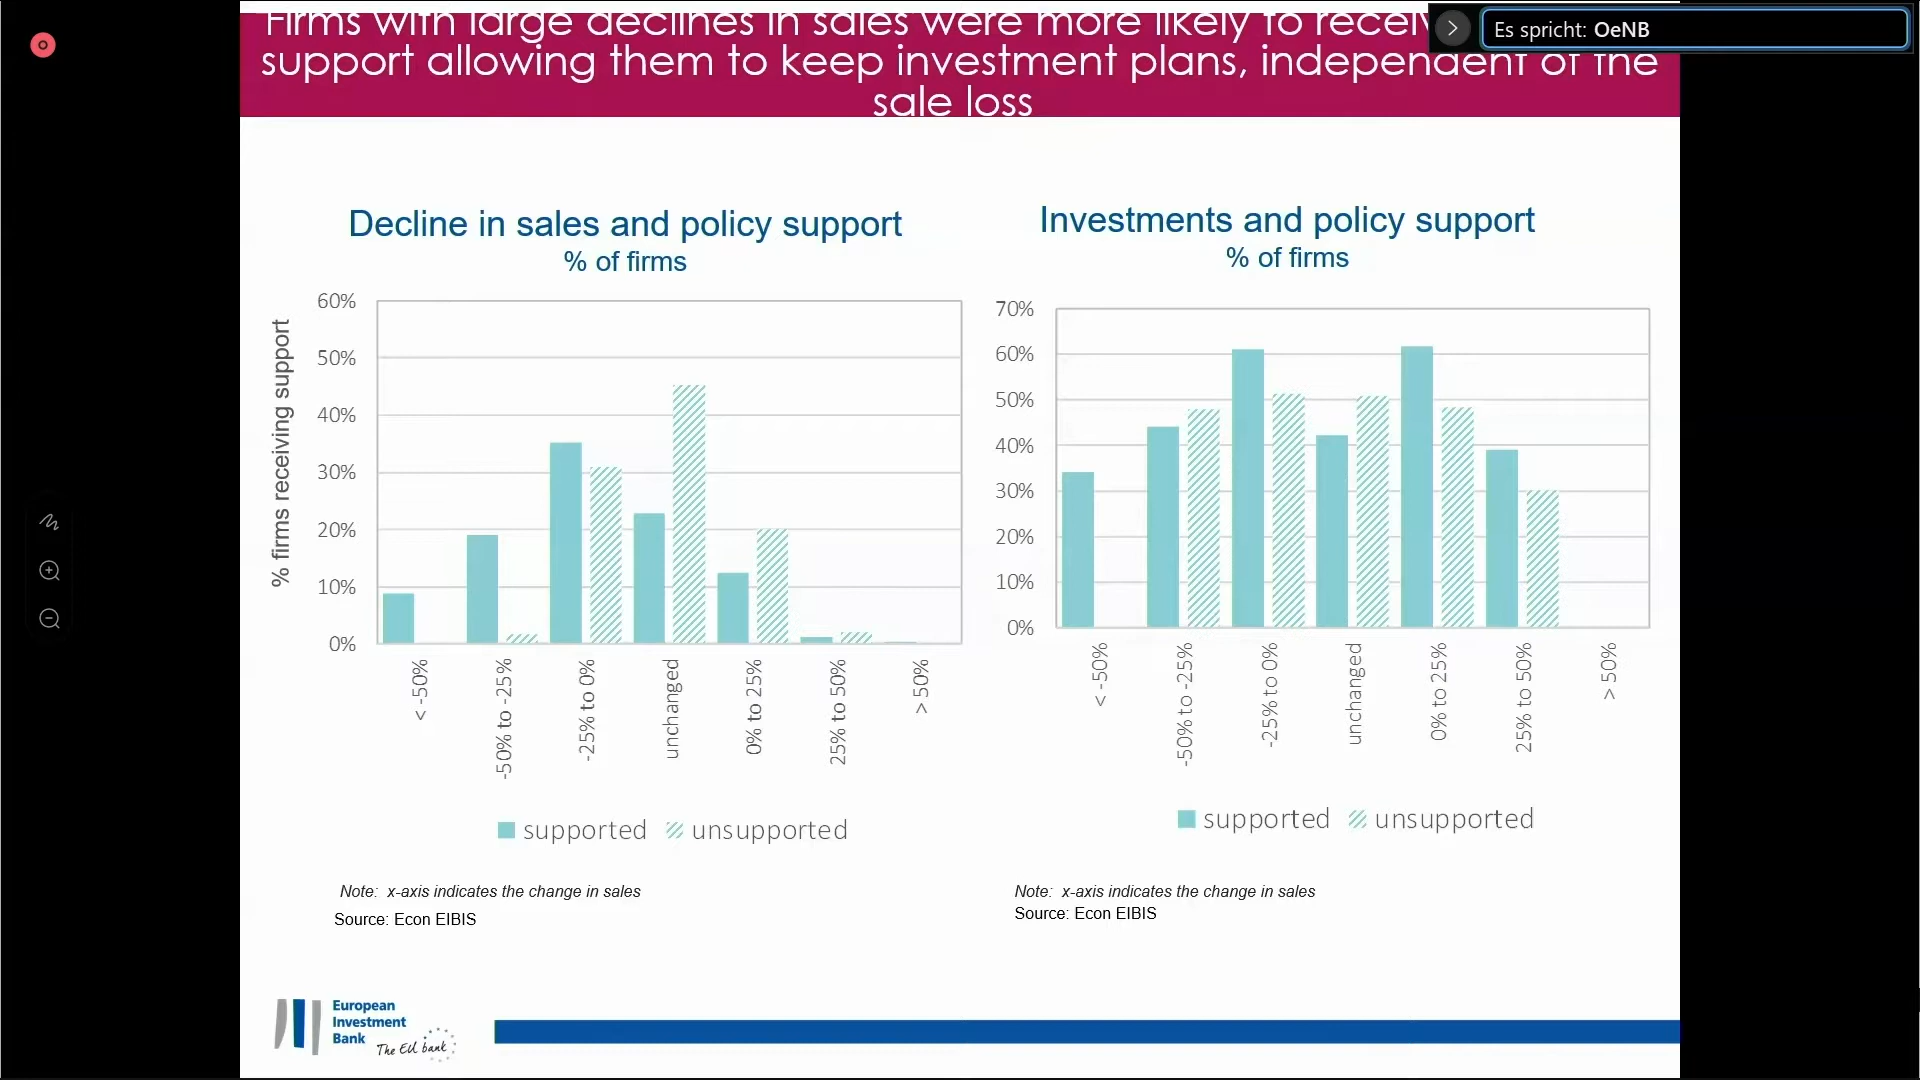 Firms with large declines in sales were more likely to
support allowing them to keep investment plans, independent of the
sale loss
Es spricht: OeNB
Decline in sales and policy support
% of firms
% firms receiving support
60%
50%
40%
30%
20%
10%
0%
< -50%
-50% to -25%
-25% to 0%
unchanged
0% to 25%
25% to 50%
> 50%
supported unsupported
Note: x-axis indicates the change in sales
Source: Econ EIBIS
Investments and policy support
% of firms
70%
60%
50%
40%
30%
20%
10%
0%
< -50%
-50% to -25%
-25% to 0%
unchanged
0% to 25%
25% to 50%
> 50%
supported unsupported
Note: x-axis indicates the change in sales
Source: Econ EIBIS
European
Investment
Bank
The EU bank